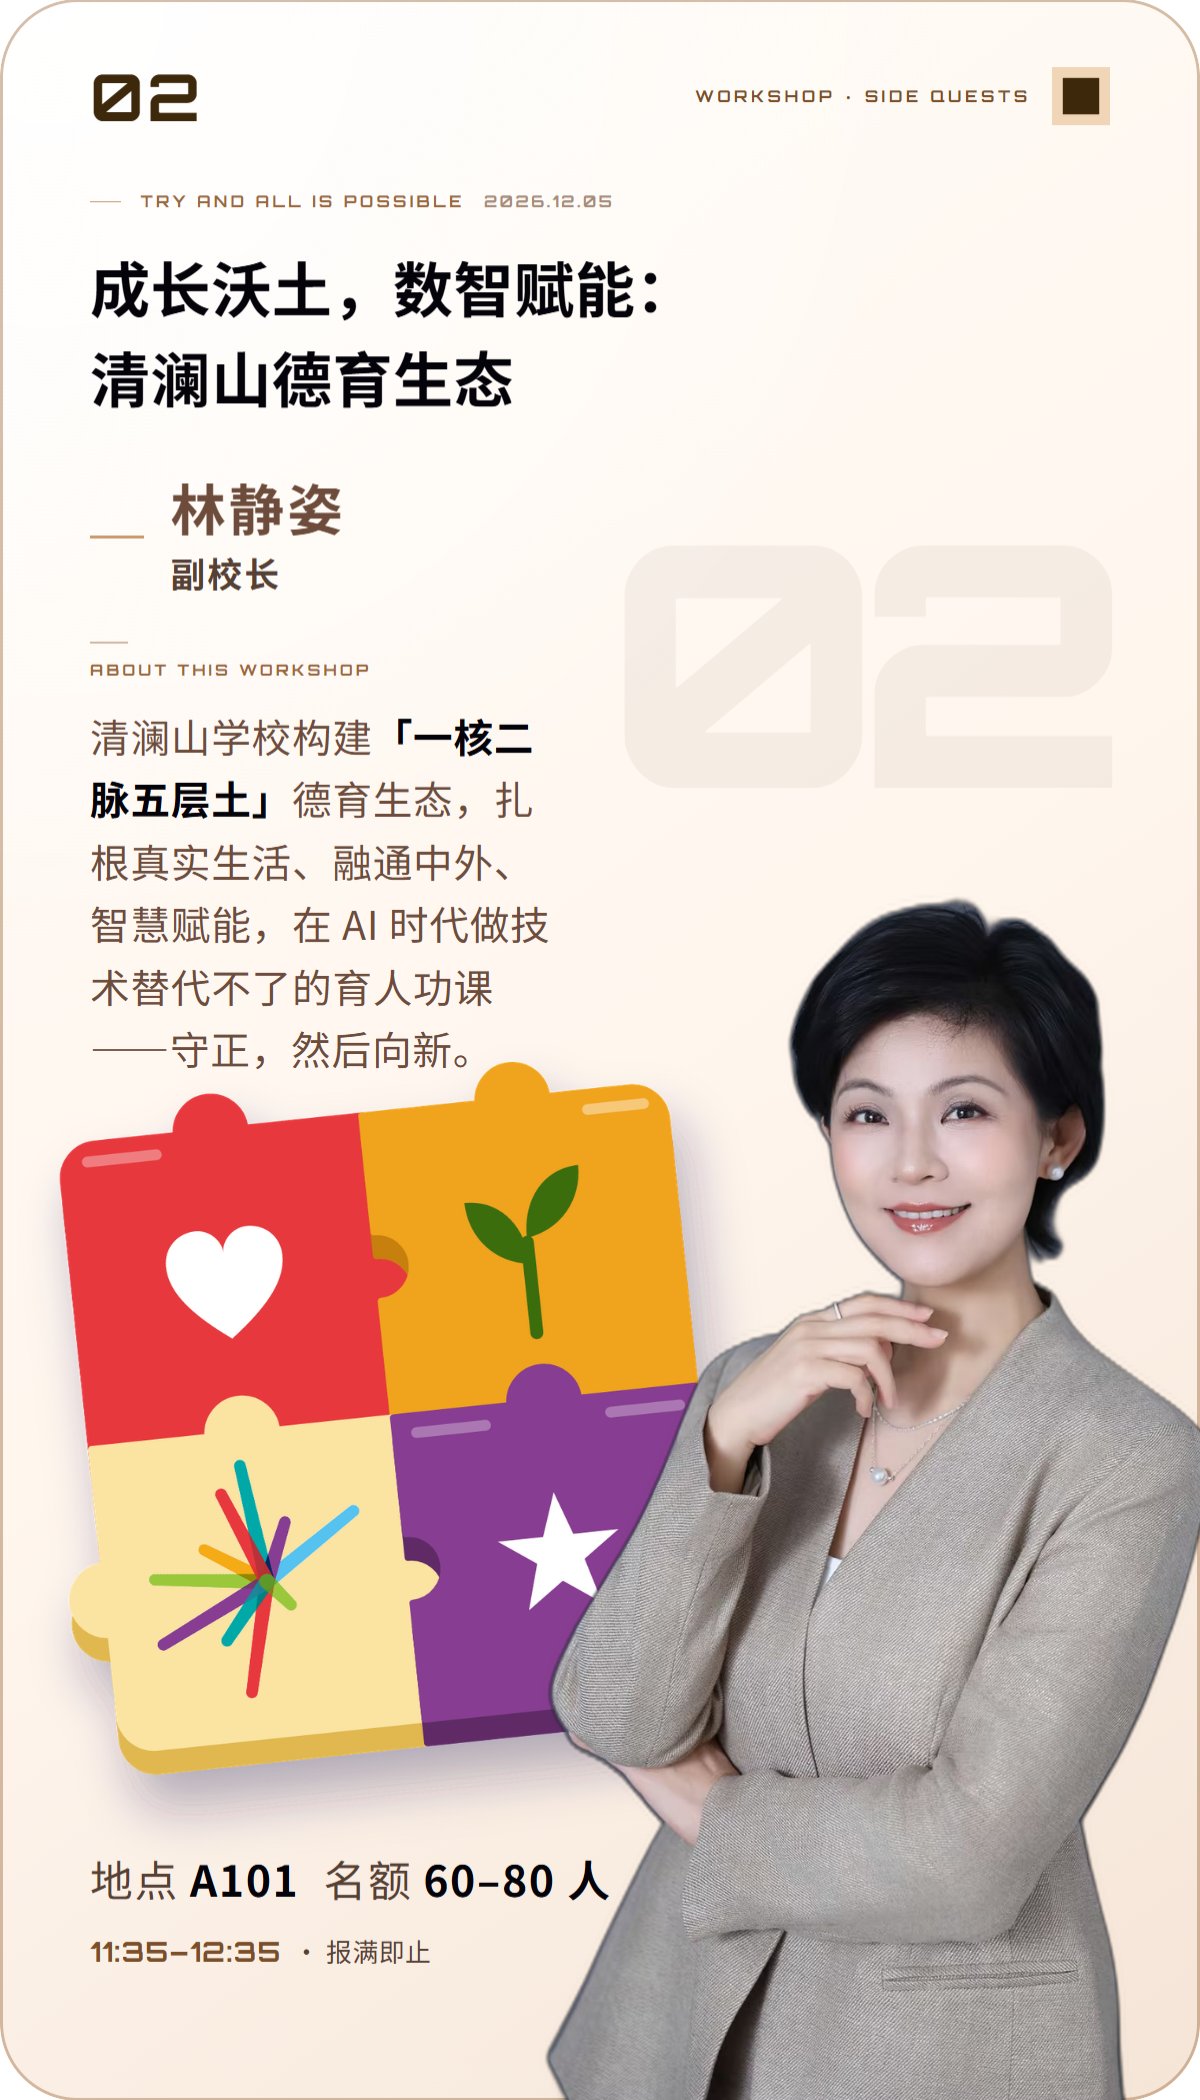 02
WORKSHOP · SIDE QUESTS
TRY AND ALL IS POSSIBLE 2026.12.05
成长沃土，数智赋能：
清澜山德育生态
林静姿
副校长
02
ABOUT THIS WORKSHOP
清澜山学校构建「一核二
脉五层土」德育生态，扎
根真实生活、融通中外、
智慧赋能，在 AI 时代做技
术替代不了的育人功课
——守正，然后向新。
地点 A101 名额 60–80 人
11:35–12:35 · 报满即止